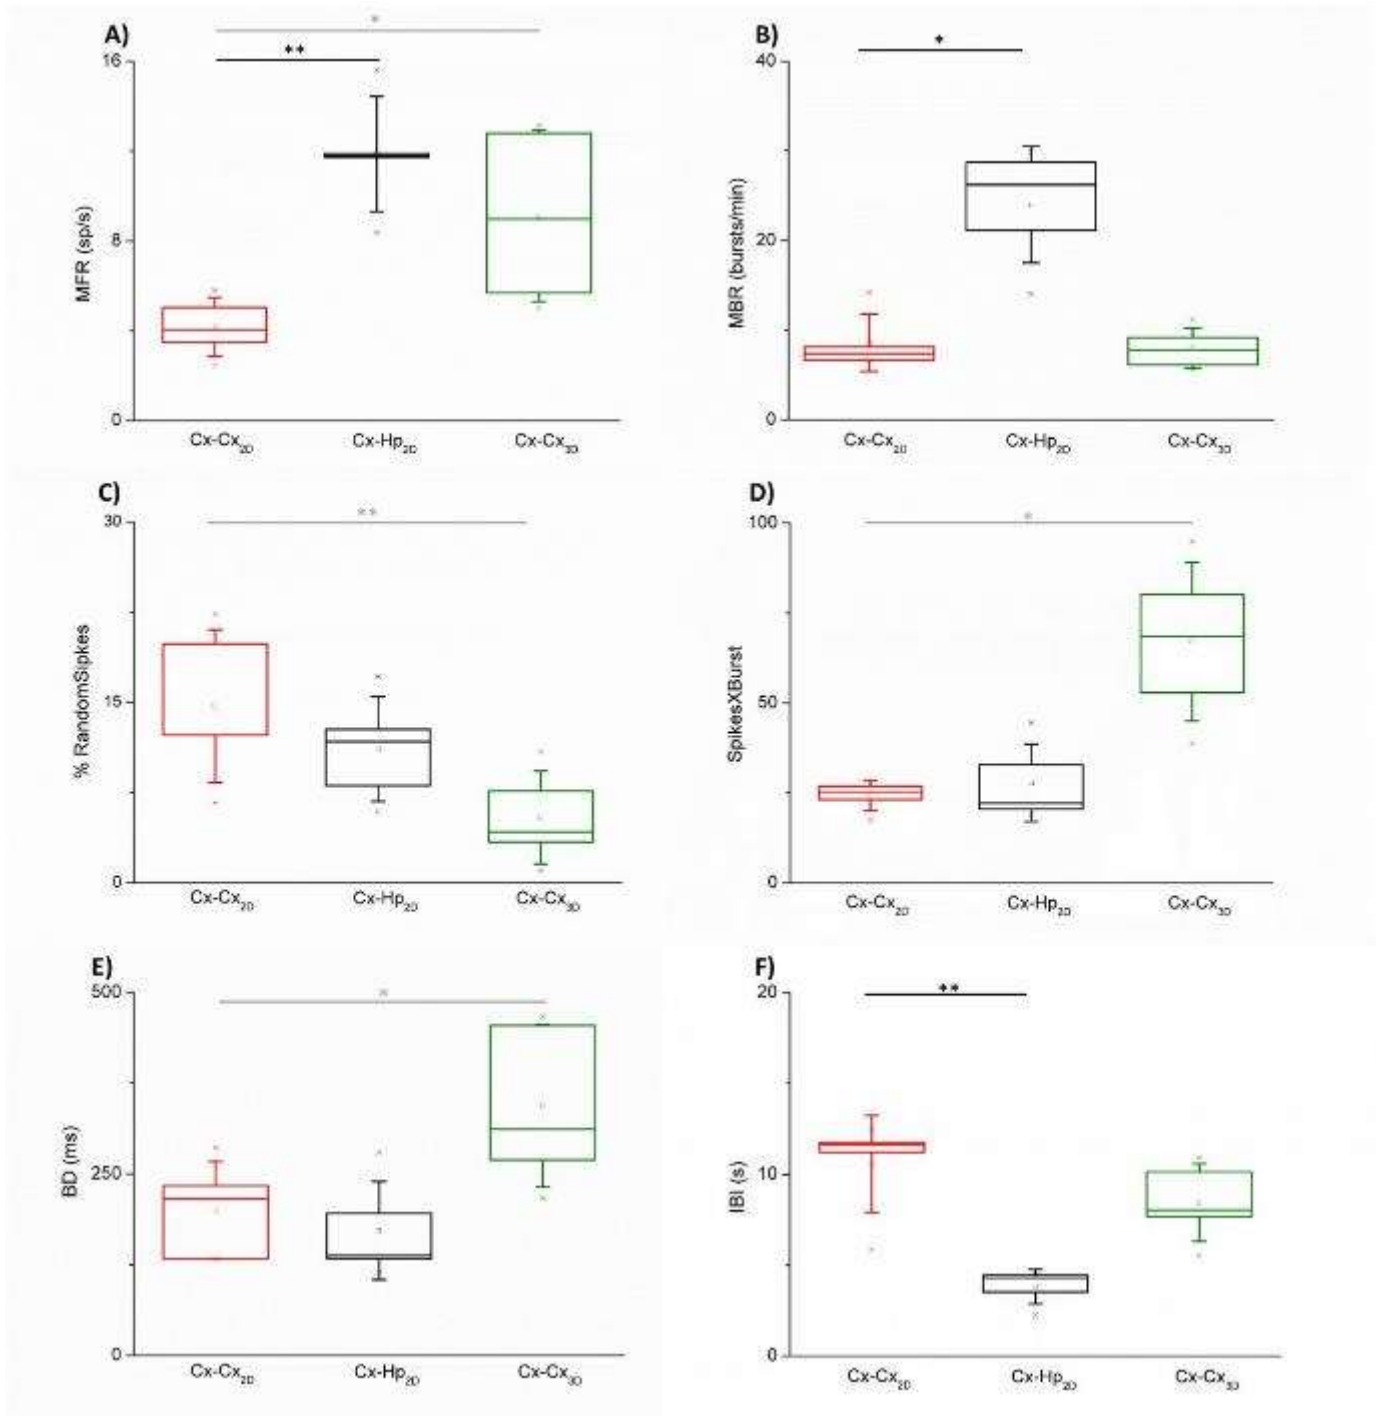 A)
*
**
16
8
0
MFR (sp/s)
Cx-Cx2D
Cx-Hp2D
Cx-Cx3D
B)
*
40
20
0
MBR (bursts/min)
Cx-Cx2D
Cx-Hp2D
Cx-Cx3D
C)
**
30
15
0
% RandomSipkes
Cx-Cx2D
Cx-Hp2D
Cx-Cx3D
D)
*
100
50
0
SpikesXBurst
Cx-Cx2D
Cx-Hp2D
Cx-Cx3D
E)
*
500
250
0
BD (ms)
Cx-Cx2D
Cx-Hp2D
Cx-Cx3D
F)
**
20
10
0
IBI (s)
Cx-Cx2D
Cx-Hp2D
Cx-Cx3D